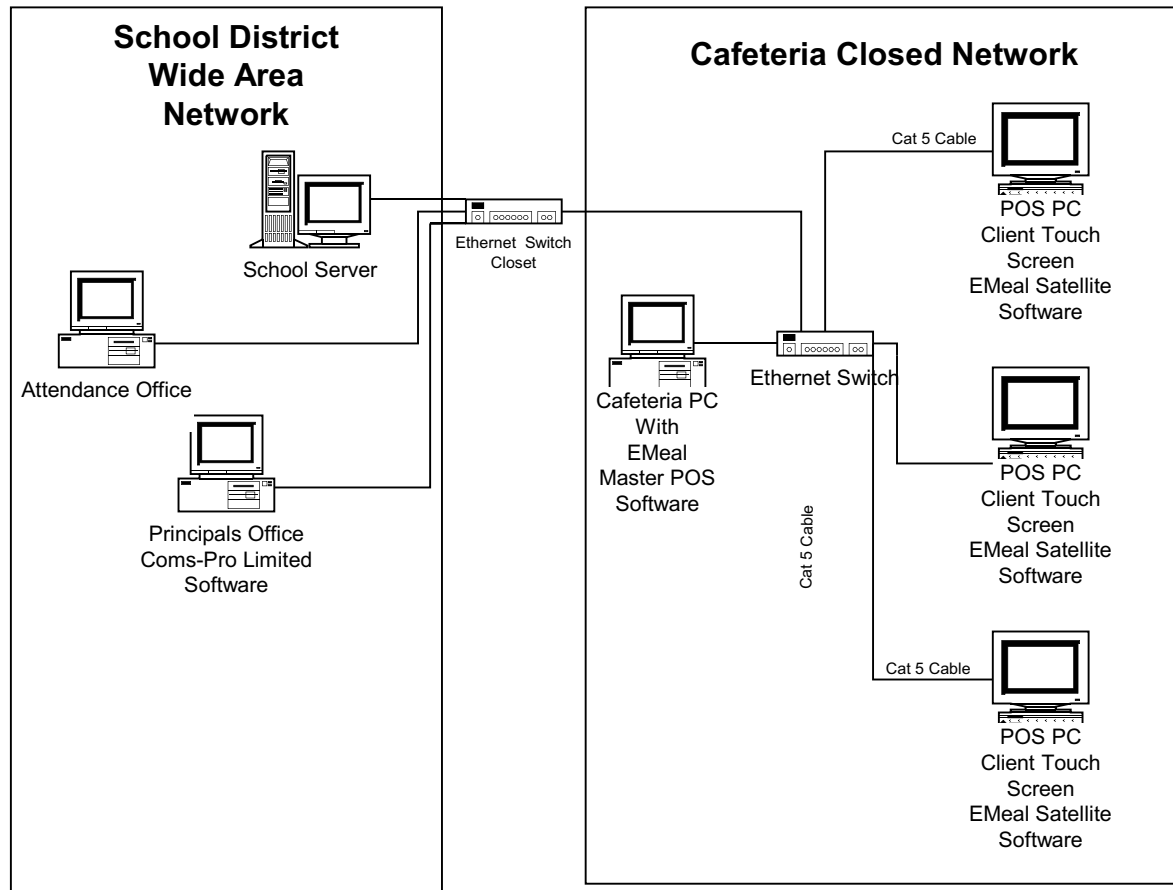 School District
Wide Area
Network
School Server
Attendance Office
Principals Office
Coms-Pro Limited
Software
Ethernet Switch
Closet
Cafeteria Closed Network
Cat 5 Cable
POS PC
Client Touch
Screen
EMeal Satellite
Software
Ethernet Switch
Cafeteria PC
With
EMeal
Master POS
Software
POS PC
Client Touch
Screen
EMeal Satellite
Software
Cat 5 Cable
Cat 5 Cable
POS PC
Client Touch
Screen
EMeal Satellite
Software